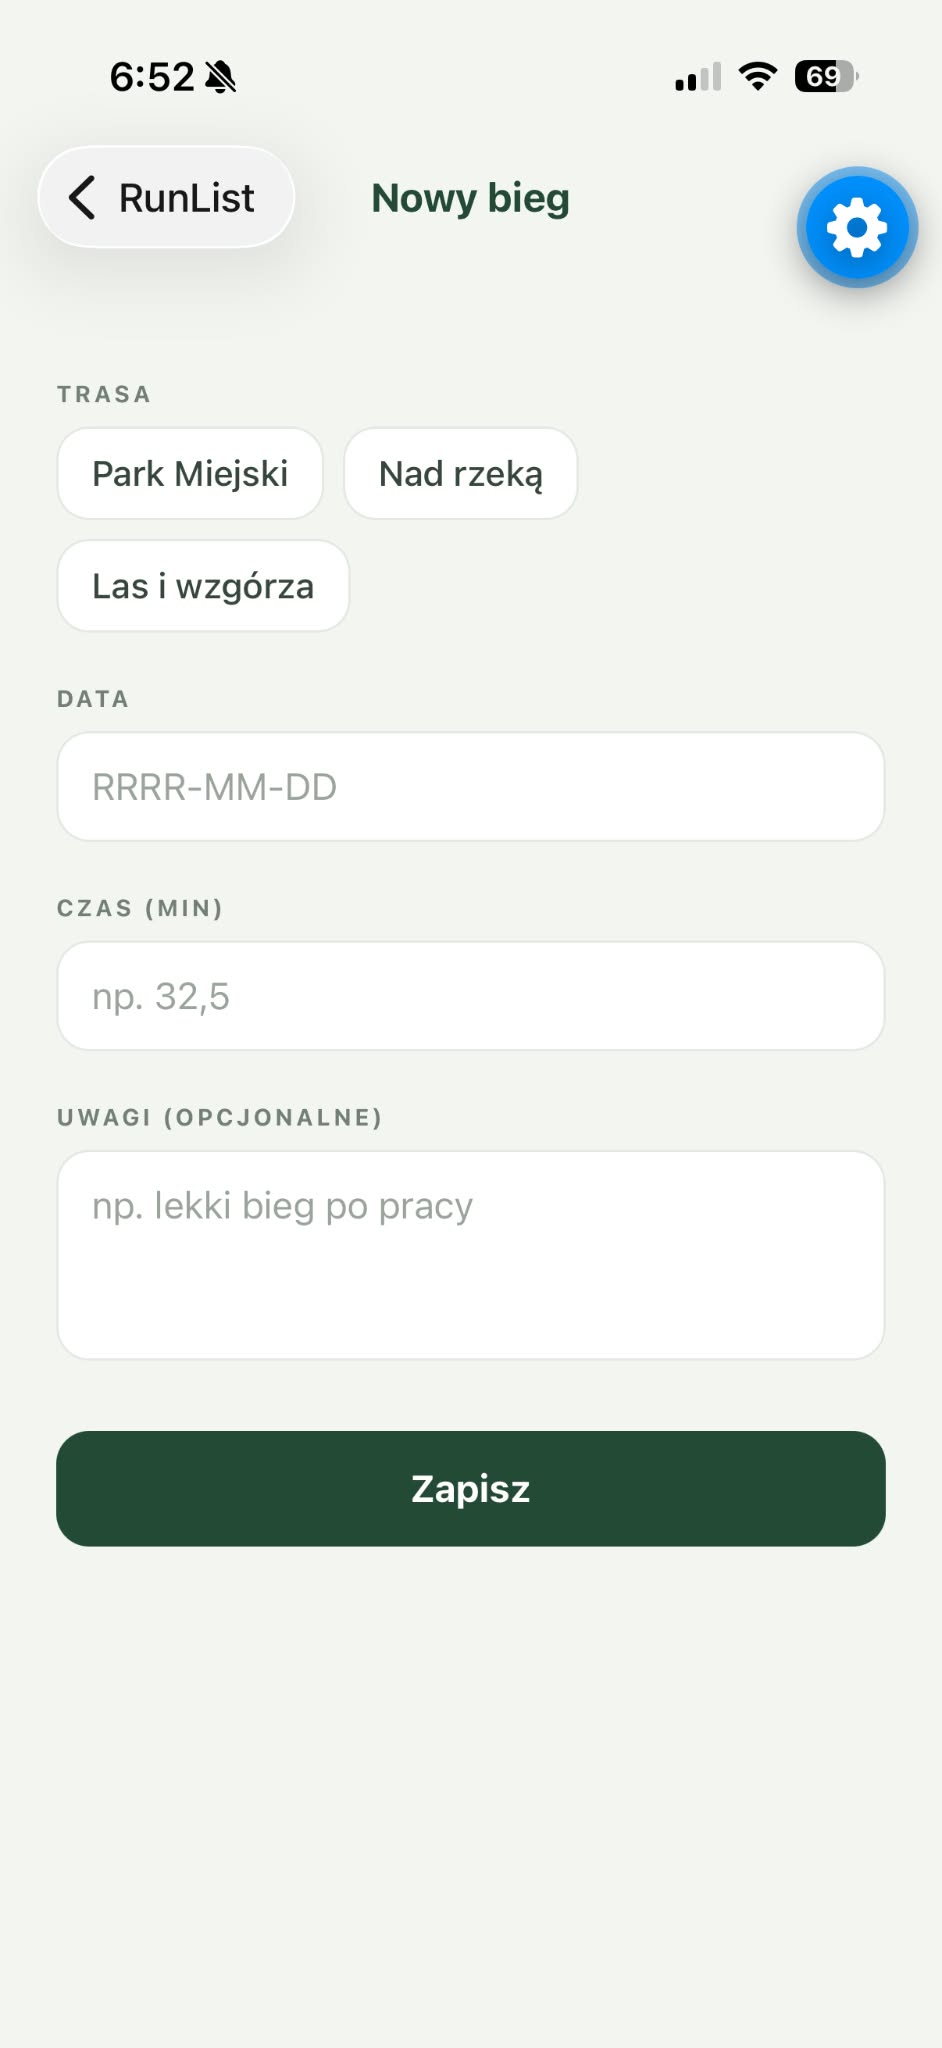 6:52
69
RunList
Nowy bieg
TRASA
Park Miejski
Nad rzeką
Las i wzgórza
DATA
RRRR-MM-DD
CZAS (MIN)
np. 32,5
UWAGI (OPCJONALNE)
np. lekki bieg po pracy
Zapisz